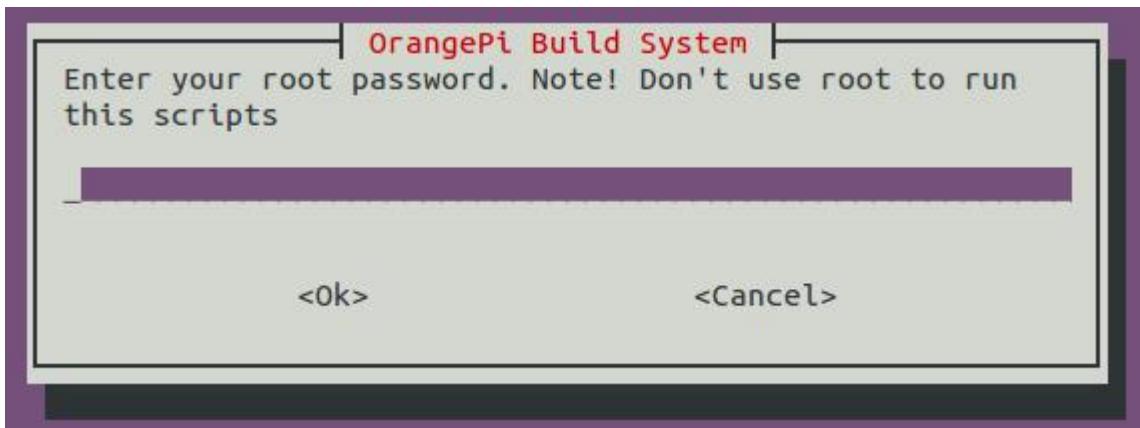 OrangePi Build System
Enter your root password. Note! Don't use root to run
this scripts
<Ok> <Cancel>